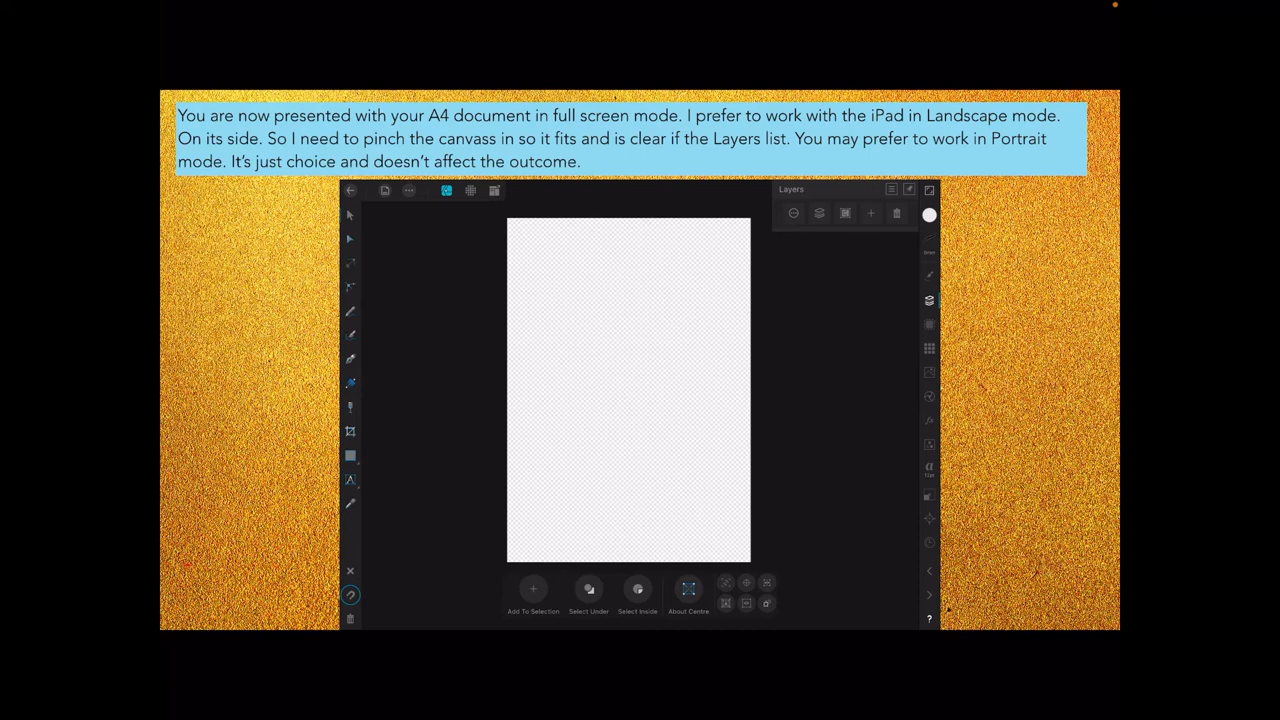 You are now presented with your A4 document in full screen mode. I prefer to work with the iPad in Landscape mode.
On its side. So I need to pinch the canvass in so it fits and is clear if the Layers list. You may prefer to work in Portrait
mode. It's just choice and doesn't affect the outcome.
Layers
0mm
a
12pt
Add To Selection
Select Under
Select Inside
About Centre
?